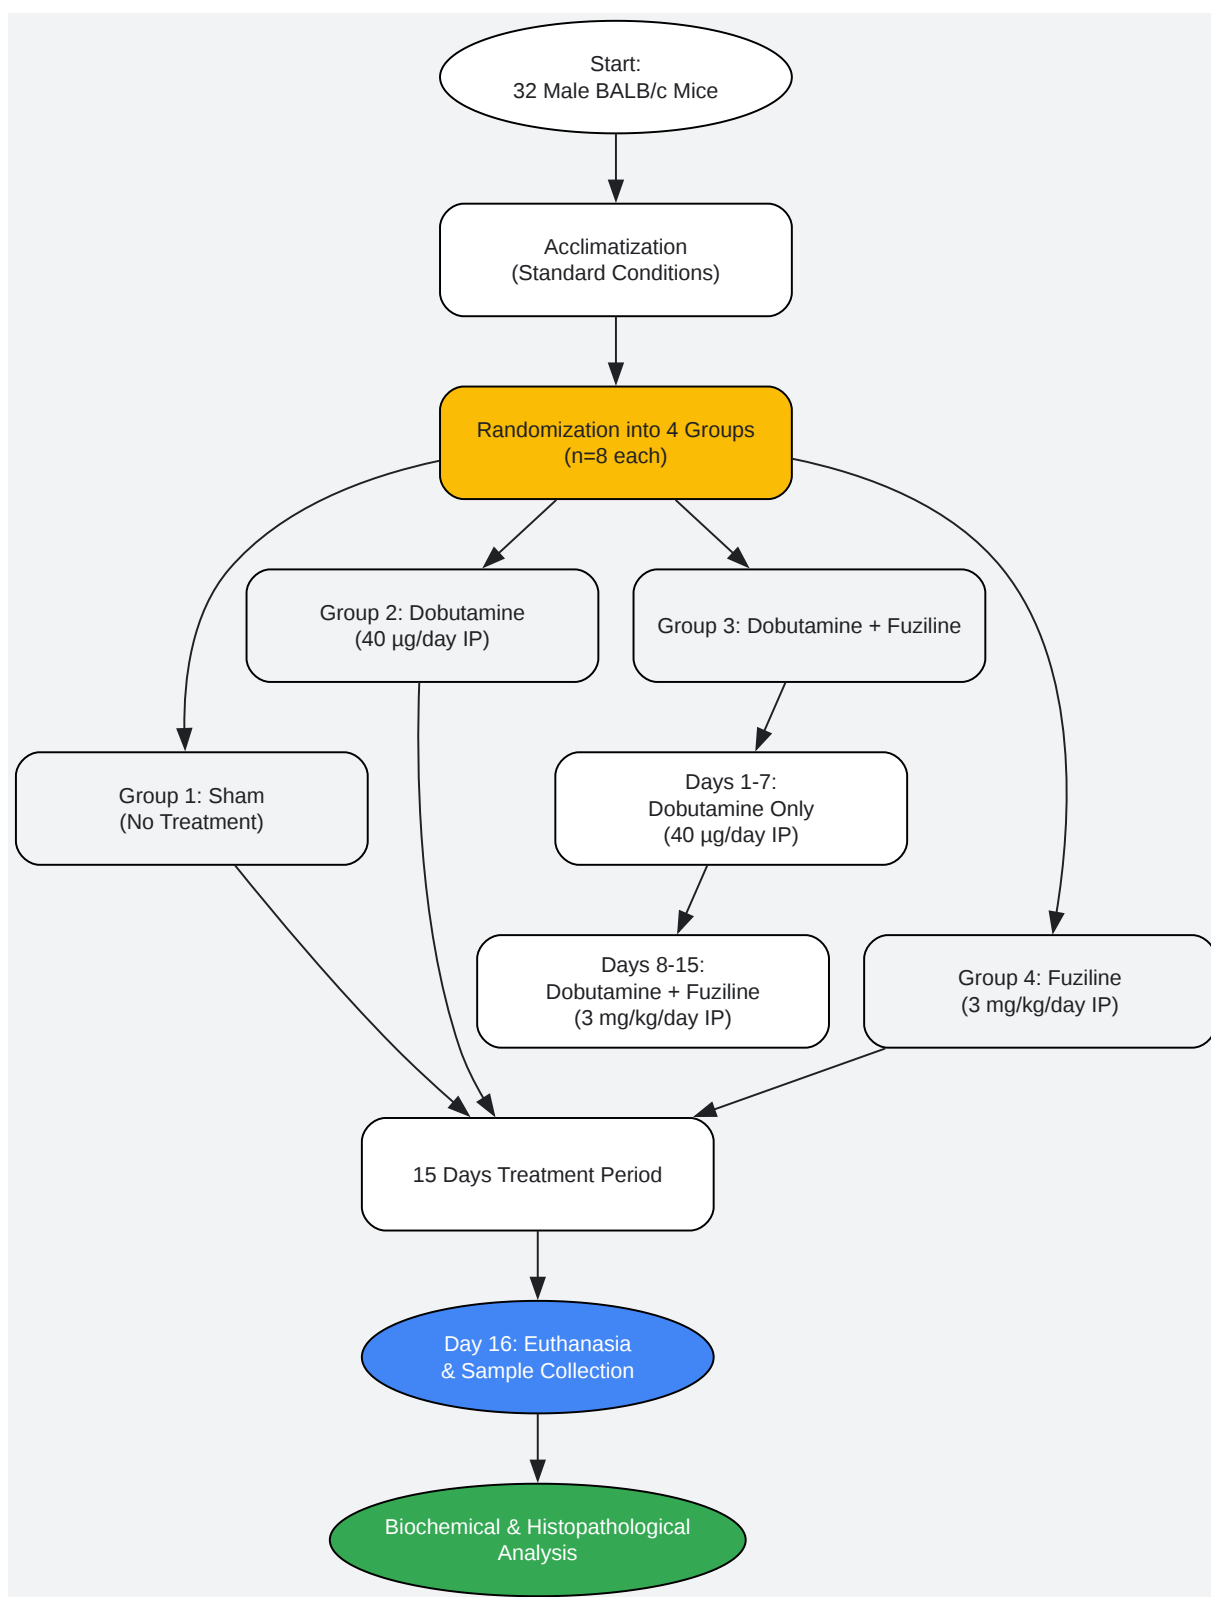 Start:
32 Male BALB/c Mice
Acclimatization
(Standard Conditions)
Randomization into 4 Groups
(n=8 each)
Group 2: Dobutamine
(40 µg/day IP)
Group 3: Dobutamine + Fuziline
Group 1: Sham
(No Treatment)
Days 1-7:
Dobutamine Only
(40 µg/day IP)
Days 8-15:
Dobutamine + Fuziline
(3 mg/kg/day IP)
Group 4: Fuziline
(3 mg/kg/day IP)
15 Days Treatment Period
Day 16: Euthanasia
& Sample Collection
Biochemical & Histopathological
Analysis